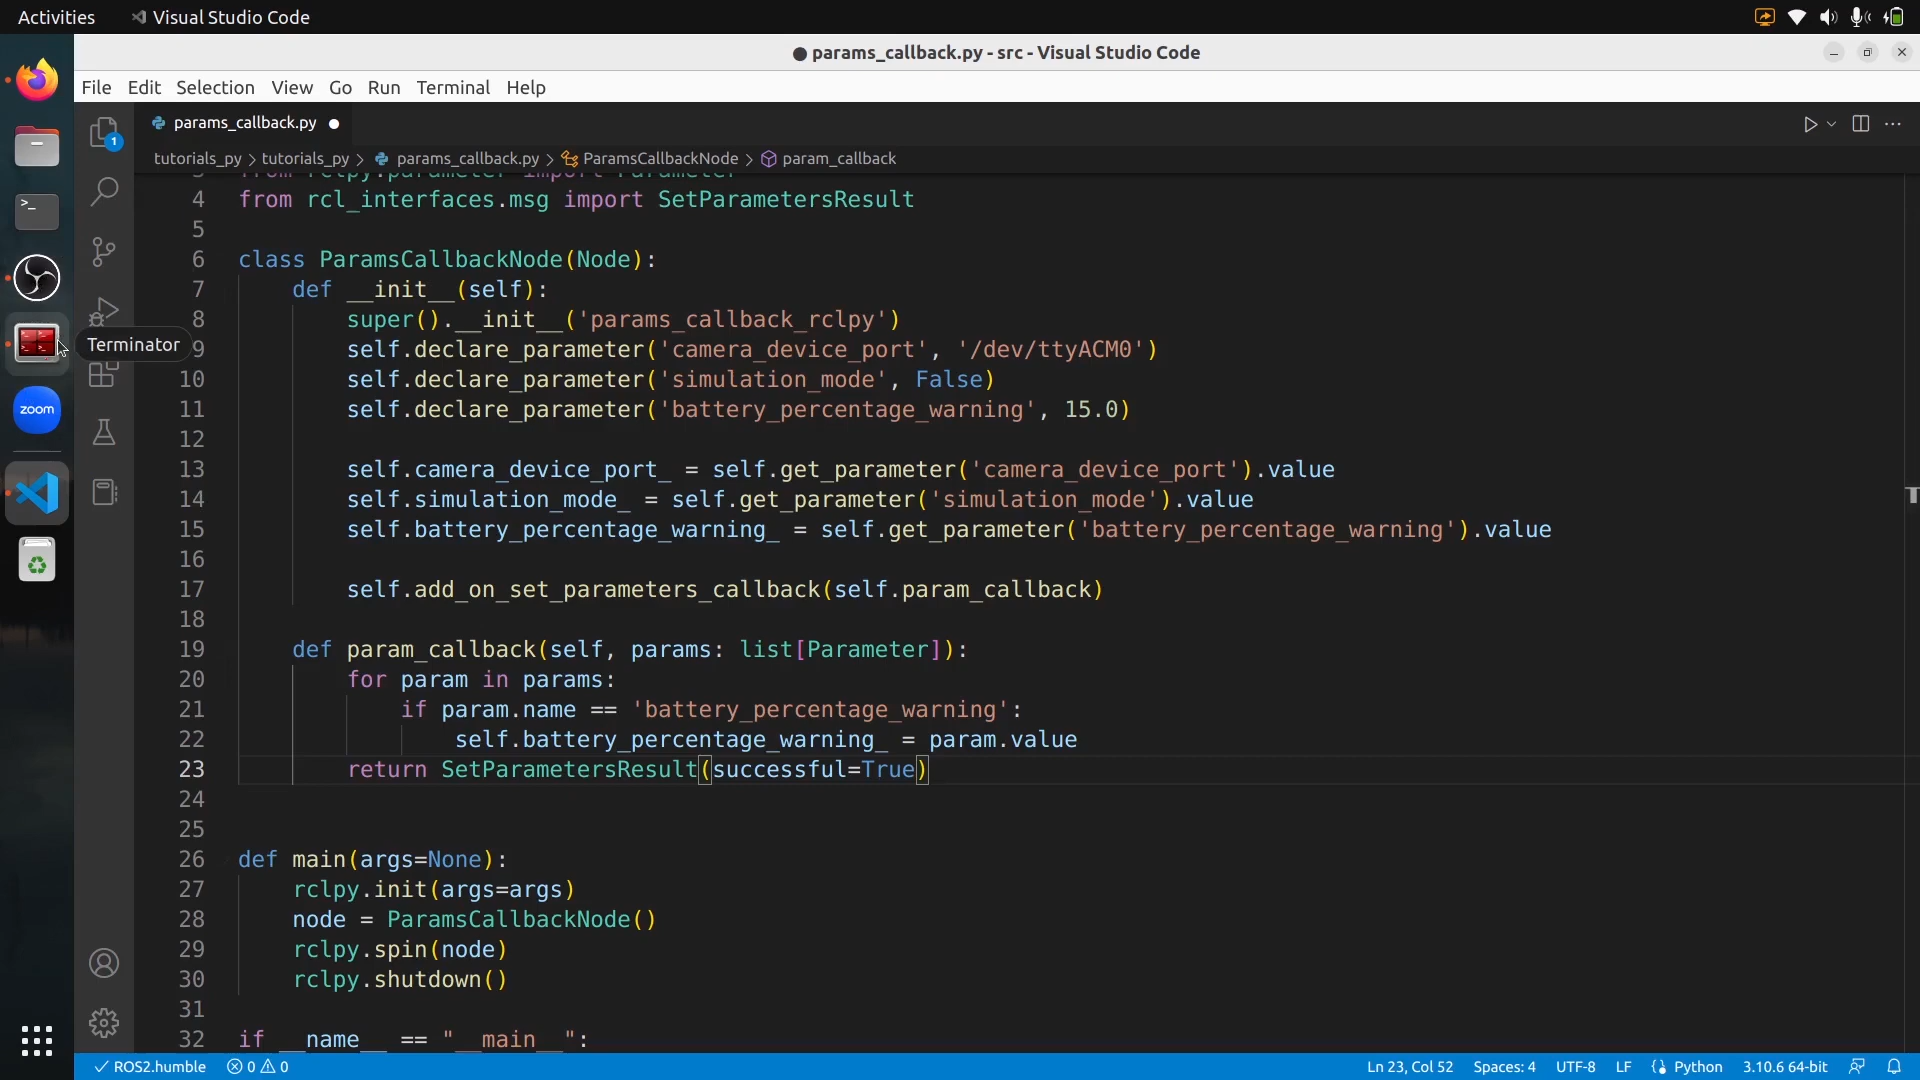 Activities
Visual Studio Code
params_callback.py - src - Visual Studio Code
File Edit Selection View Go Run Terminal Help
1
params_callback.py
tutorials_py > tutorials_py > params_callback.py > ParamsCallbackNode > param_callback
4 from rcl_interfaces.msg import SetParametersResult
5
6 class ParamsCallbackNode(Node):
7 def __init__(self):
8 super().__init__('params_callback_rclpy')
Terminator
9 self.declare_parameter('camera_device_port', '/dev/ttyACM0')
10 self.declare_parameter('simulation_mode', False)
11 self.declare_parameter('battery_percentage_warning', 15.0)
zoom
12
13 self.camera_device_port_ = self.get_parameter('camera_device_port').value
14 self.simulation_mode_ = self.get_parameter('simulation_mode').value
15 self.battery_percentage_warning_ = self.get_parameter('battery_percentage_warning').value
16
17 self.add_on_set_parameters_callback(self.param_callback)
18
19 def param_callback(self, params: list[Parameter]):
20 for param in params:
21 if param.name == 'battery_percentage_warning':
22 self.battery_percentage_warning_ = param.value
23 return SetParametersResult(successful=True)
24
25
26 def main(args=None):
27 rclpy.init(args=args)
28 node = ParamsCallbackNode()
29 rclpy.spin(node)
30 rclpy.shutdown()
31
32 if __name__ == "__main__":
ROS2.humble 0 0 Ln 23, Col 52 Spaces: 4 UTF-8 LF Python 3.10.6 64-bit